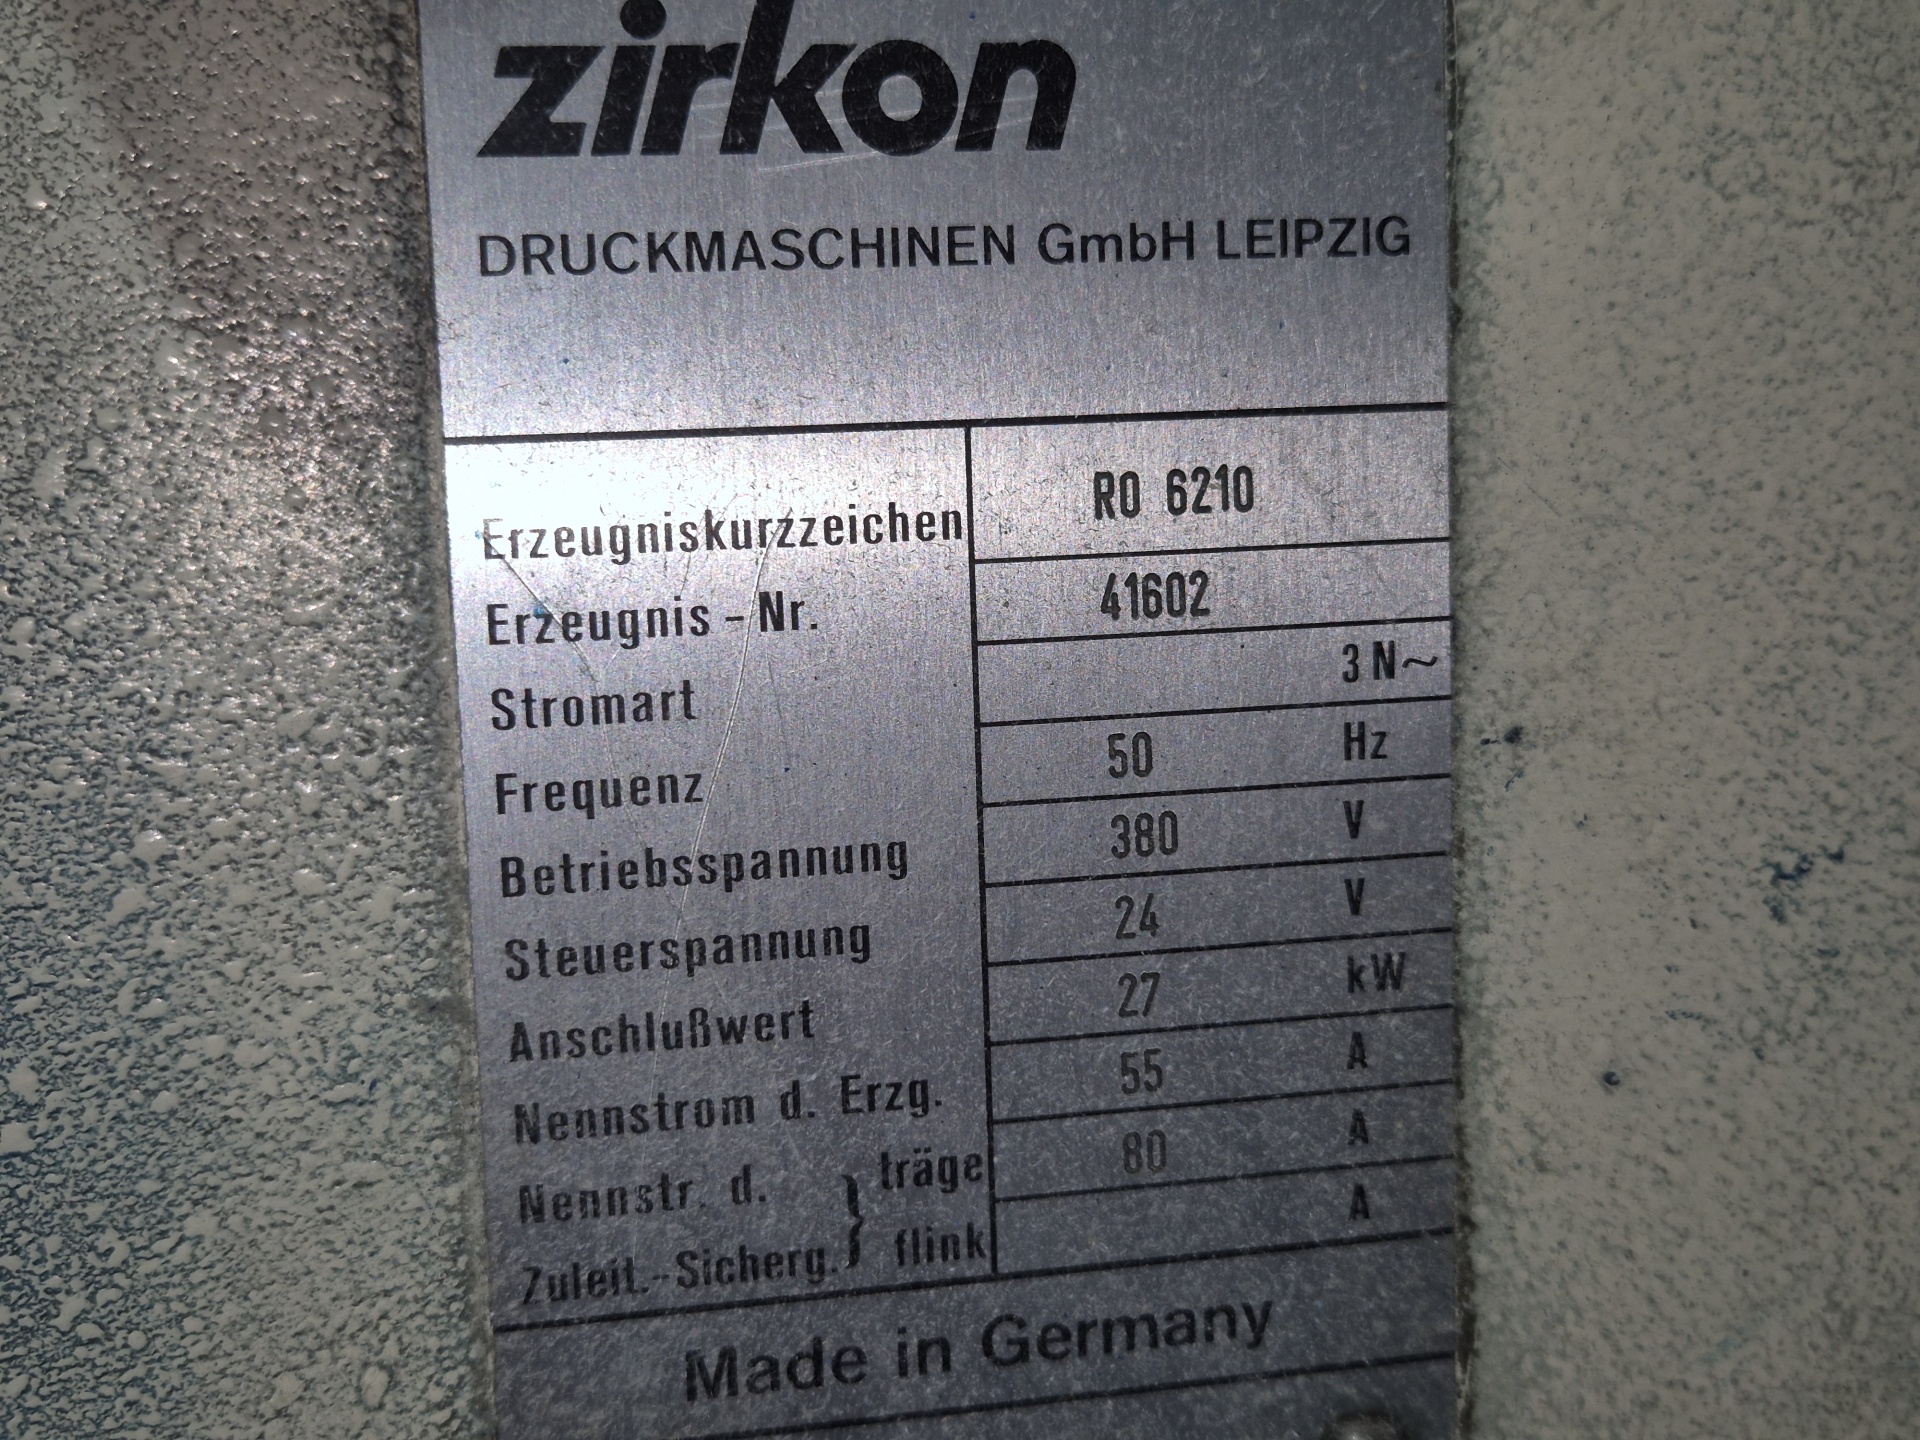 zirkon
DRUCKMASCHINEN GmbH LEIPZIG
Erzeugniskurzzeichen RO 6210
Erzeugnis - Nr. 41602
Stromart 3 N~
Frequenz 50 Hz
Betriebsspannung 380 V
Steuerspannung 24 V
Anschlußwert 27 kW
Nennstrom d. Erzg. 55 A
Nennstr. d. } träge 80 A
Zuleit.-Sicherg. } flink A
Made in Germany